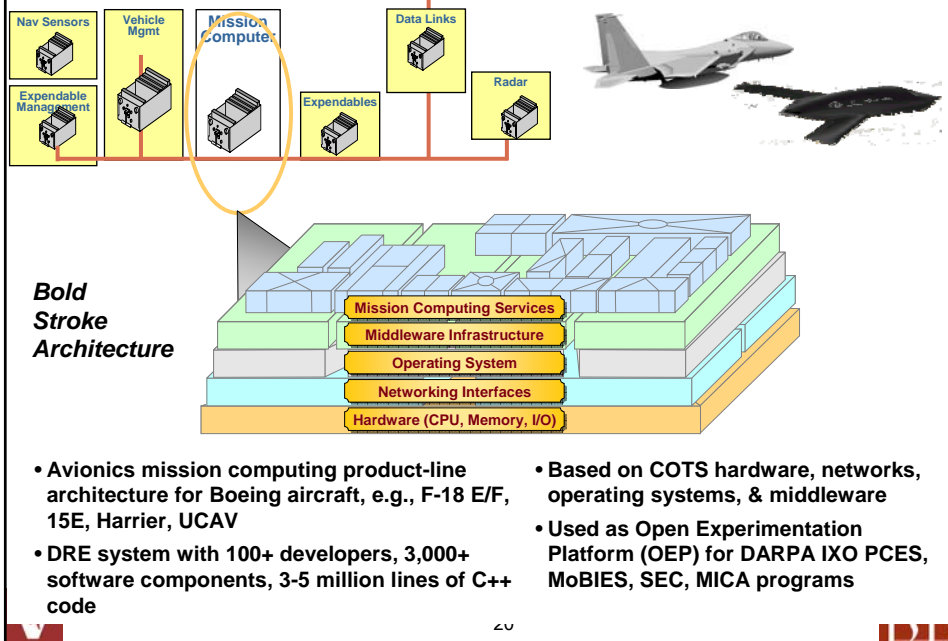 Nav Sensors
Vehicle
Mgmt
Mission
Computer
Data Links
Radar
Expendable
Management
Expendables
Bold
Stroke
Architecture
Mission Computing Services
Middleware Infrastructure
Operating System
Networking Interfaces
Hardware (CPU, Memory, I/O)
• Avionics mission computing product-line
architecture for Boeing aircraft, e.g., F-18 E/F,
15E, Harrier, UCAV
• DRE system with 100+ developers, 3,000+
software components, 3-5 million lines of C++
code
• Based on COTS hardware, networks,
operating systems, & middleware
• Used as Open Experimentation
Platform (OEP) for DARPA IXO PCES,
MoBIES, SEC, MICA programs